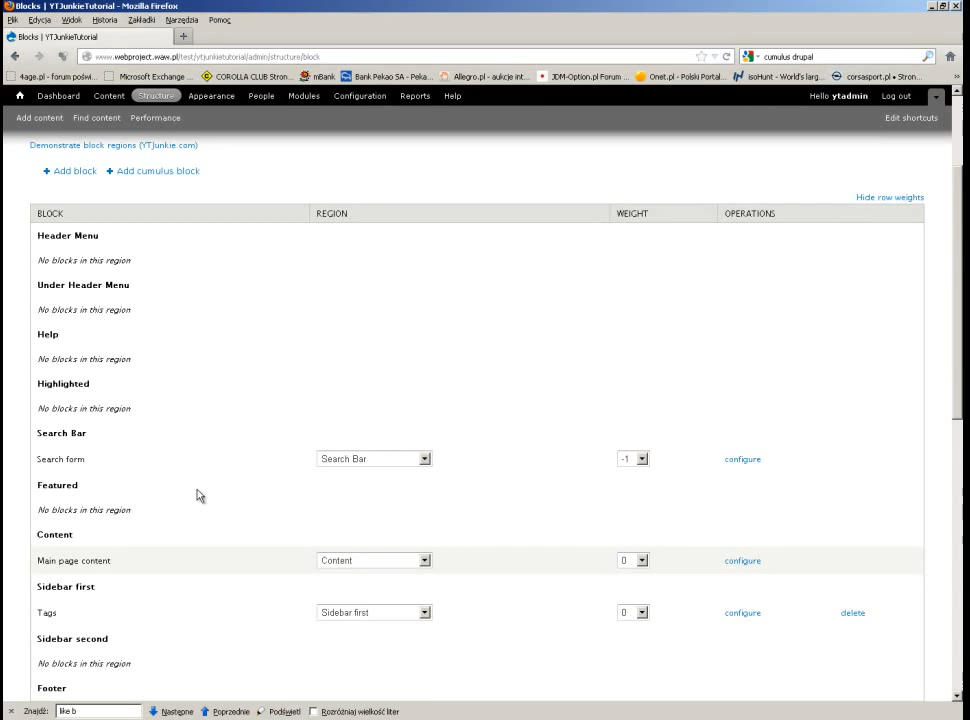 Blocks | YTJunkieTutorial - Mozilla Firefox
Plik Edycja Widok Historia Zakładki Narzędzia Pomoc
Blocks | YTJunkieTutorial
www.webproject.waw.pl/test/ytjunkietutorial/admin/structure/block
cumulus drupal
4age.pl - forum poświ... Microsoft Exchange ... COROLLA CLUB Stron... mBank Bank Pekao SA - Peka... Allegro.pl - aukcje int... JDM-Option.pl Forum ... Onet.pl - Polski Portal... isoHunt - World's larg... corsasport.pl • Stron...
Dashboard Content Structure Appearance People Modules Configuration Reports Help Hello ytadmin Log out
Add content Find content Performance Edit shortcuts
Demonstrate block regions (YTJunkie.com)
+ Add block + Add cumulus block
Hide row weights
BLOCK REGION WEIGHT OPERATIONS
Header Menu
No blocks in this region
Under Header Menu
No blocks in this region
Help
No blocks in this region
Highlighted
No blocks in this region
Search Bar
Search form Search Bar -1 configure
Featured
No blocks in this region
Content
Main page content Content 0 configure
Sidebar first
Tags Sidebar first 0 configure delete
Sidebar second
No blocks in this region
Footer
Znajdź: like b Następne Poprzednie Podświetl Rozróżniaj wielkość liter